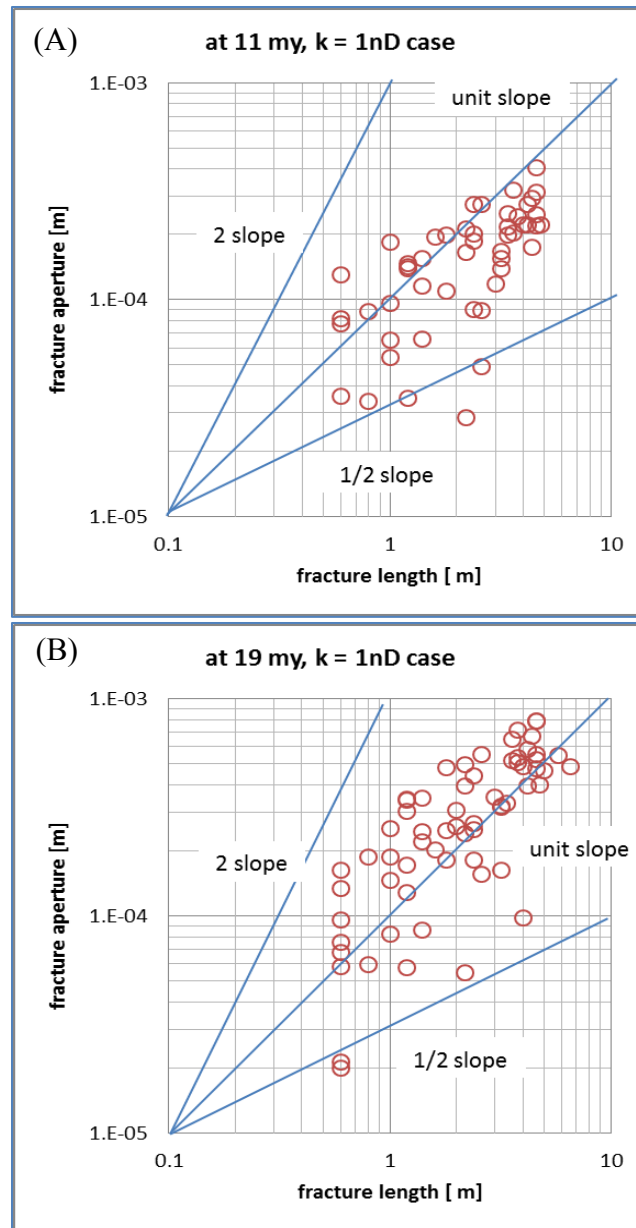 (A)
at 11 my, k = 1nD case
1.E-03
unit slope
2 slope
1.E-04
fracture aperture [m]
1/2 slope
1.E-05
0.1
1
10
fracture length [ m]
(B)
at 19 my, k = 1nD case
1.E-03
2 slope
unit slope
1.E-04
fracture aperture [m]
1/2 slope
1.E-05
0.1
1
10
fracture length [m]